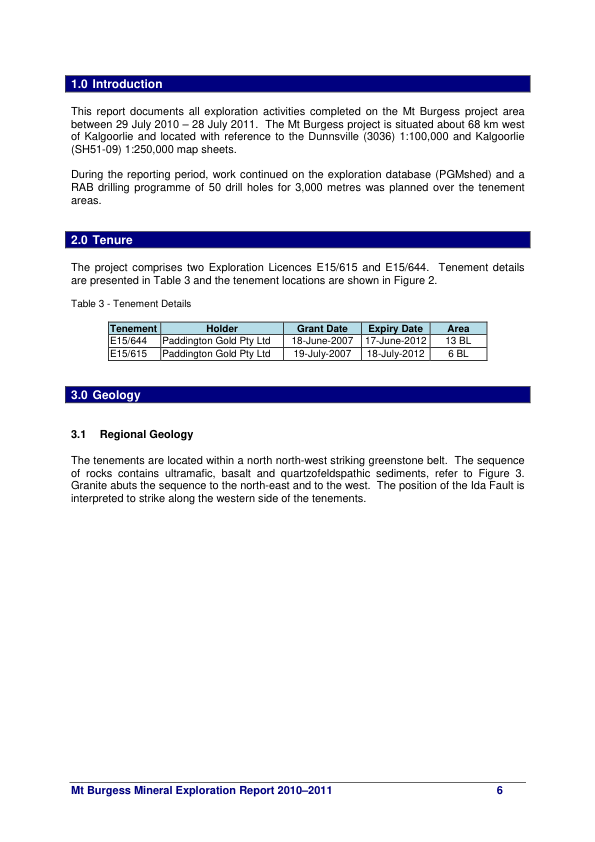 1.0 Introduction
This report documents all exploration activities completed on the Mt Burgess project area
between 29 July 2010 – 28 July 2011. The Mt Burgess project is situated about 68 km west
of Kalgoorlie and located with reference to the Dunnsville (3036) 1:100,000 and Kalgoorlie
(SH51-09) 1:250,000 map sheets.
During the reporting period, work continued on the exploration database (PGMshed) and a
RAB drilling programme of 50 drill holes for 3,000 metres was planned over the tenement
areas.
2.0 Tenure
The project comprises two Exploration Licences E15/615 and E15/644. Tenement details
are presented in Table 3 and the tenement locations are shown in Figure 2.
Table 3 - Tenement Details
Tenement Holder Grant Date Expiry Date Area
E15/644 Paddington Gold Pty Ltd 18-June-2007 17-June-2012 13 BL
E15/615 Paddington Gold Pty Ltd 19-July-2007 18-July-2012 6 BL
3.0 Geology
3.1 Regional Geology
The tenements are located within a north north-west striking greenstone belt. The sequence
of rocks contains ultramafic, basalt and quartzofeldspathic sediments, refer to Figure 3.
Granite abuts the sequence to the north-east and to the west. The position of the Ida Fault is
interpreted to strike along the western side of the tenements.
Mt Burgess Mineral Exploration Report 2010–2011 6